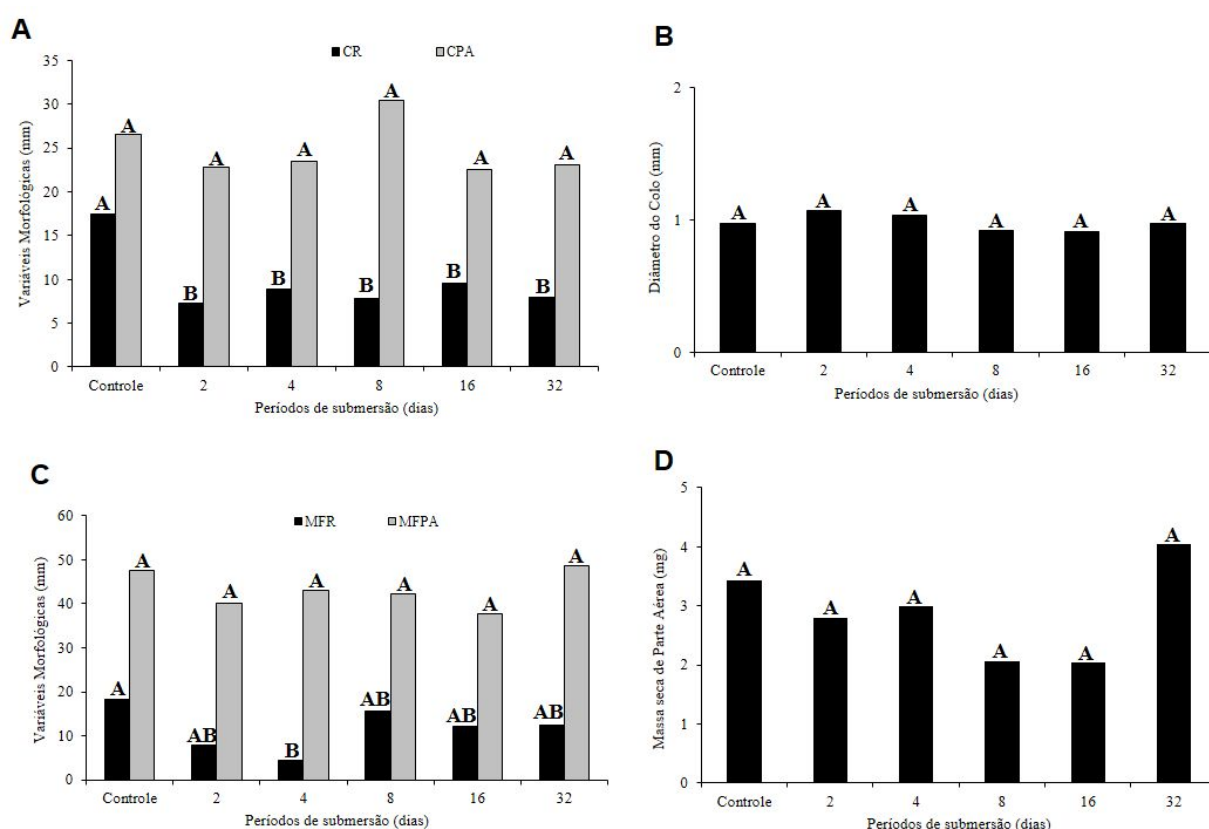 A
CR CPA
Variáveis Morfológicas (mm)
35
30
25
20
15
10
5
0
A A B A B A B A B A B A
Controle 2 4 8 16 32
Períodos de submersão (dias)
B
Diâmetro do Colo (mm)
2
1
0
A A A A A A
Controle 2 4 8 16 32
Períodos de submersão (dias)
C
MFR MFPA
Variáveis Morfológicas (mm)
60
50
40
30
20
10
0
A A AB A B A AB A AB A AB A
Controle 2 4 8 16 32
Períodos de submersão (dias)
D
Massa seca de Parte Aérea (mg)
5
4
3
2
1
0
A A A A A A
Controle 2 4 8 16 32
Períodos de submersão (dias)